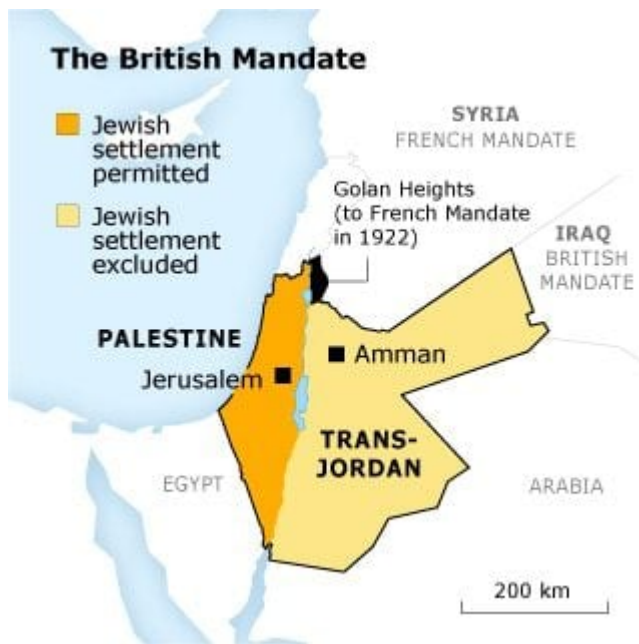 The British Mandate
Jewish
settlement
permitted
Jewish
settlement
excluded
SYRIA
FRENCH MANDATE
Golan Heights
(to French Mandate
in 1922)
IRAQ
BRITISH
MANDATE
PALESTINE
Jerusalem
Amman
TRANS-
JORDAN
EGYPT
ARABIA
200 km